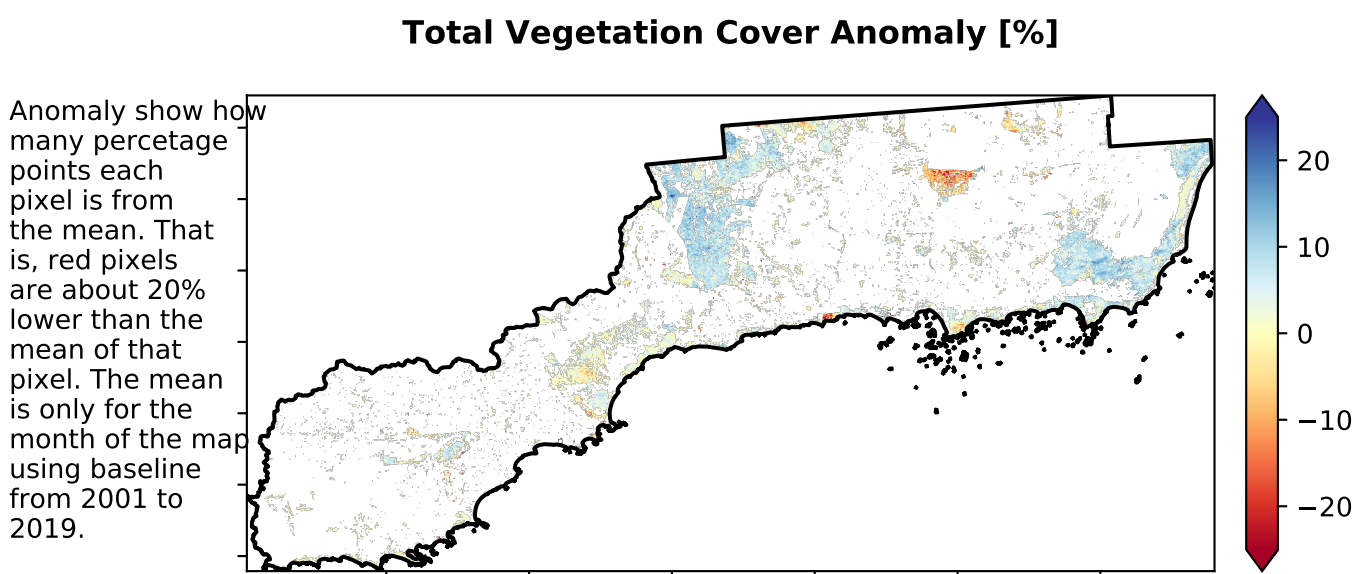 Total Vegetation Cover Anomaly [%]
Anomaly show how
many percetage
points each
pixel is from
the mean. That
is, red pixels
are about 20%
lower than the
mean of that
pixel. The mean
is only for the
month of the map
using baseline
from 2001 to
2019.
20
10
0
−10
−20